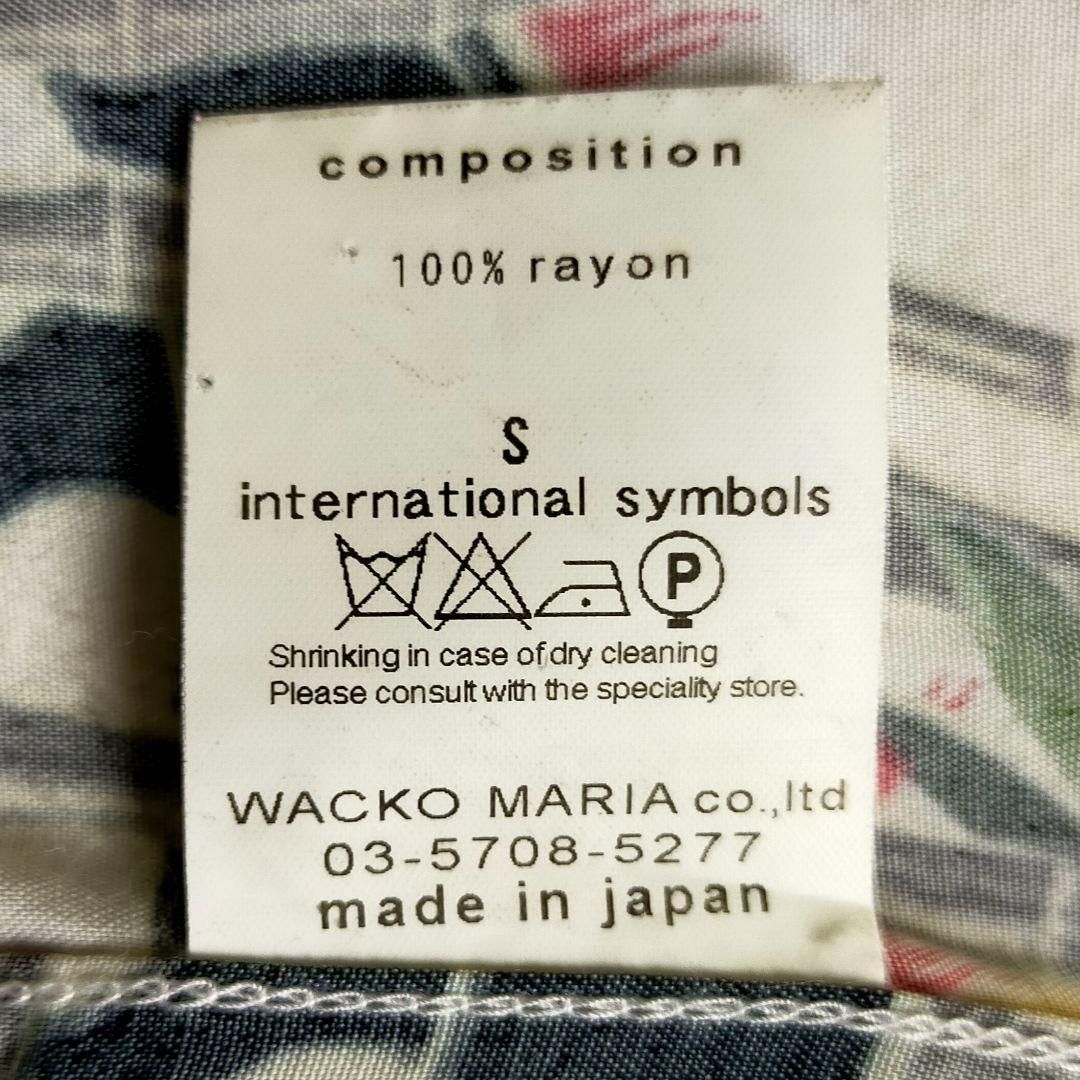 composition
100% rayon
S
international symbols
P
Shrinking in case of dry cleaning
Please consult with the speciality store.
WACKO MARIA co.,ltd
03-5708-5277
made in japan